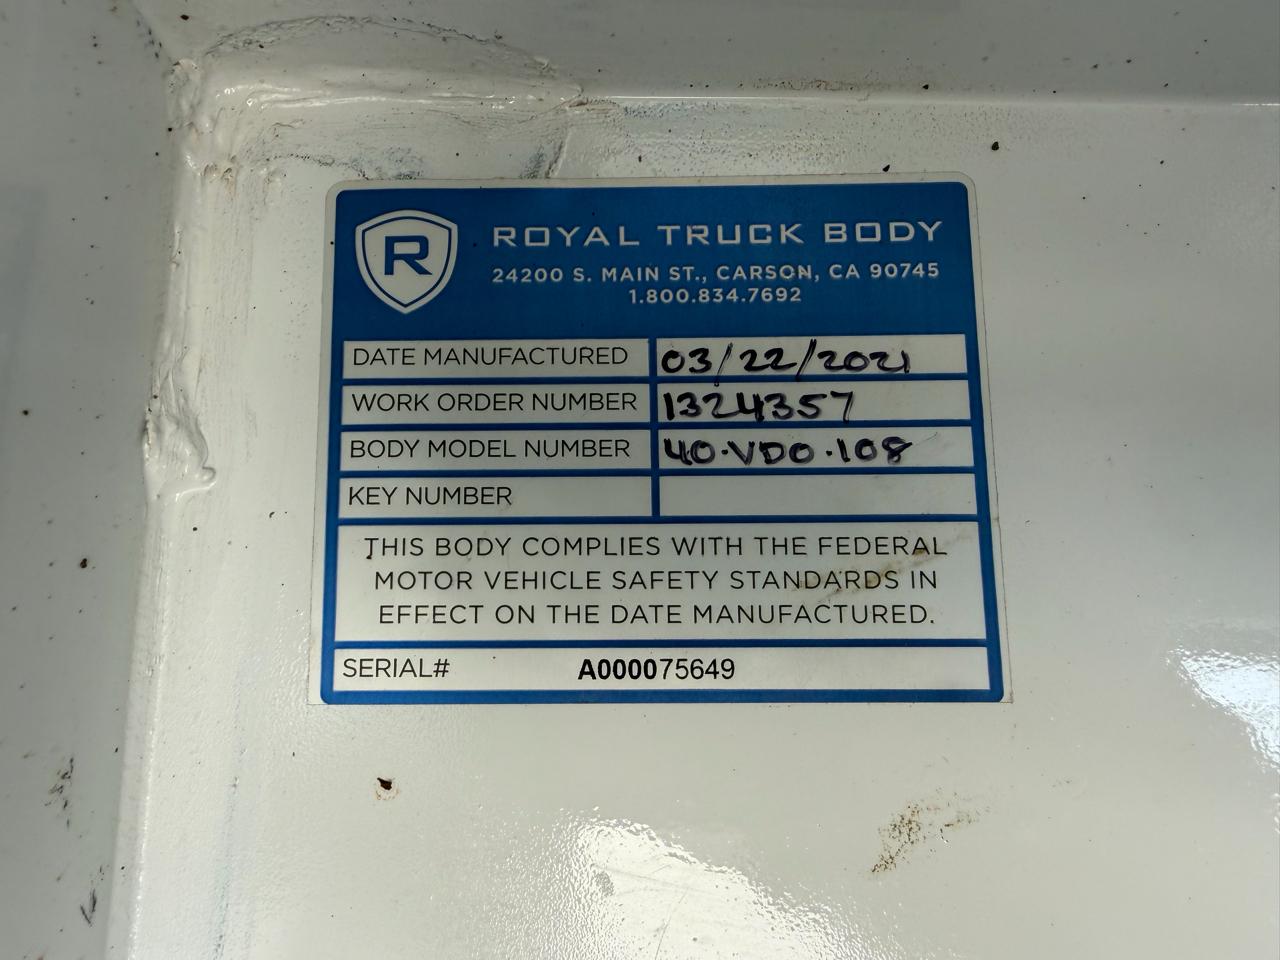 R
ROYAL TRUCK BODY
24200 S. MAIN ST., CARSON, CA 90745
1.800.834.7692
DATE MANUFACTURED 03/22/2021
WORK ORDER NUMBER 1324357
BODY MODEL NUMBER 40·VDO·108
KEY NUMBER
THIS BODY COMPLIES WITH THE FEDERAL
MOTOR VEHICLE SAFETY STANDARDS IN
EFFECT ON THE DATE MANUFACTURED.
SERIAL# A000075649